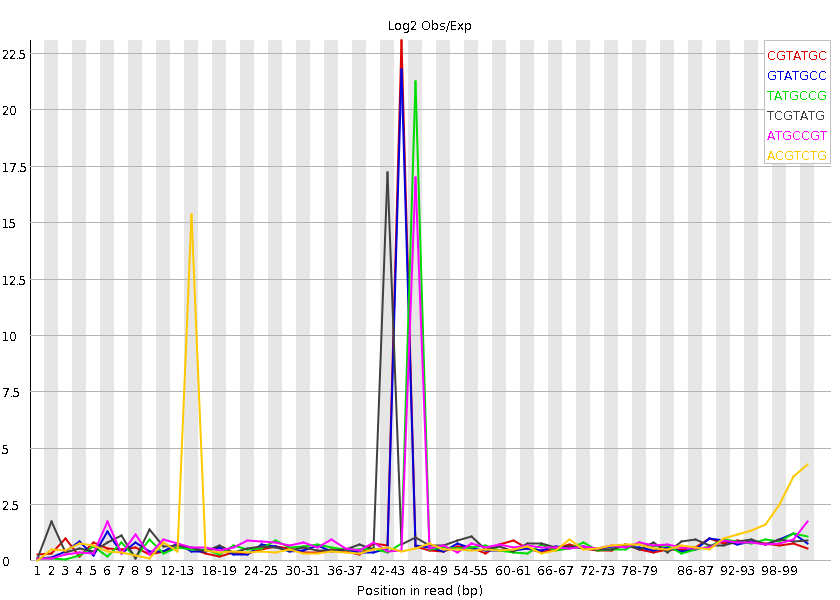 Log2 Obs/Exp
22.5
20
17.5
15
12.5
10
7.5
5
2.5
0
CGTATGC
GTATGCC
TATGCCG
TCGTATG
ATGCCGT
ACGTCTG
1 2 3 4 5 6 7 8 9 12-13 18-19 24-25 30-31 36-37 42-43 48-49 54-55 60-61 66-67 72-73 78-79 86-87 92-93 98-99
Position in read (bp)